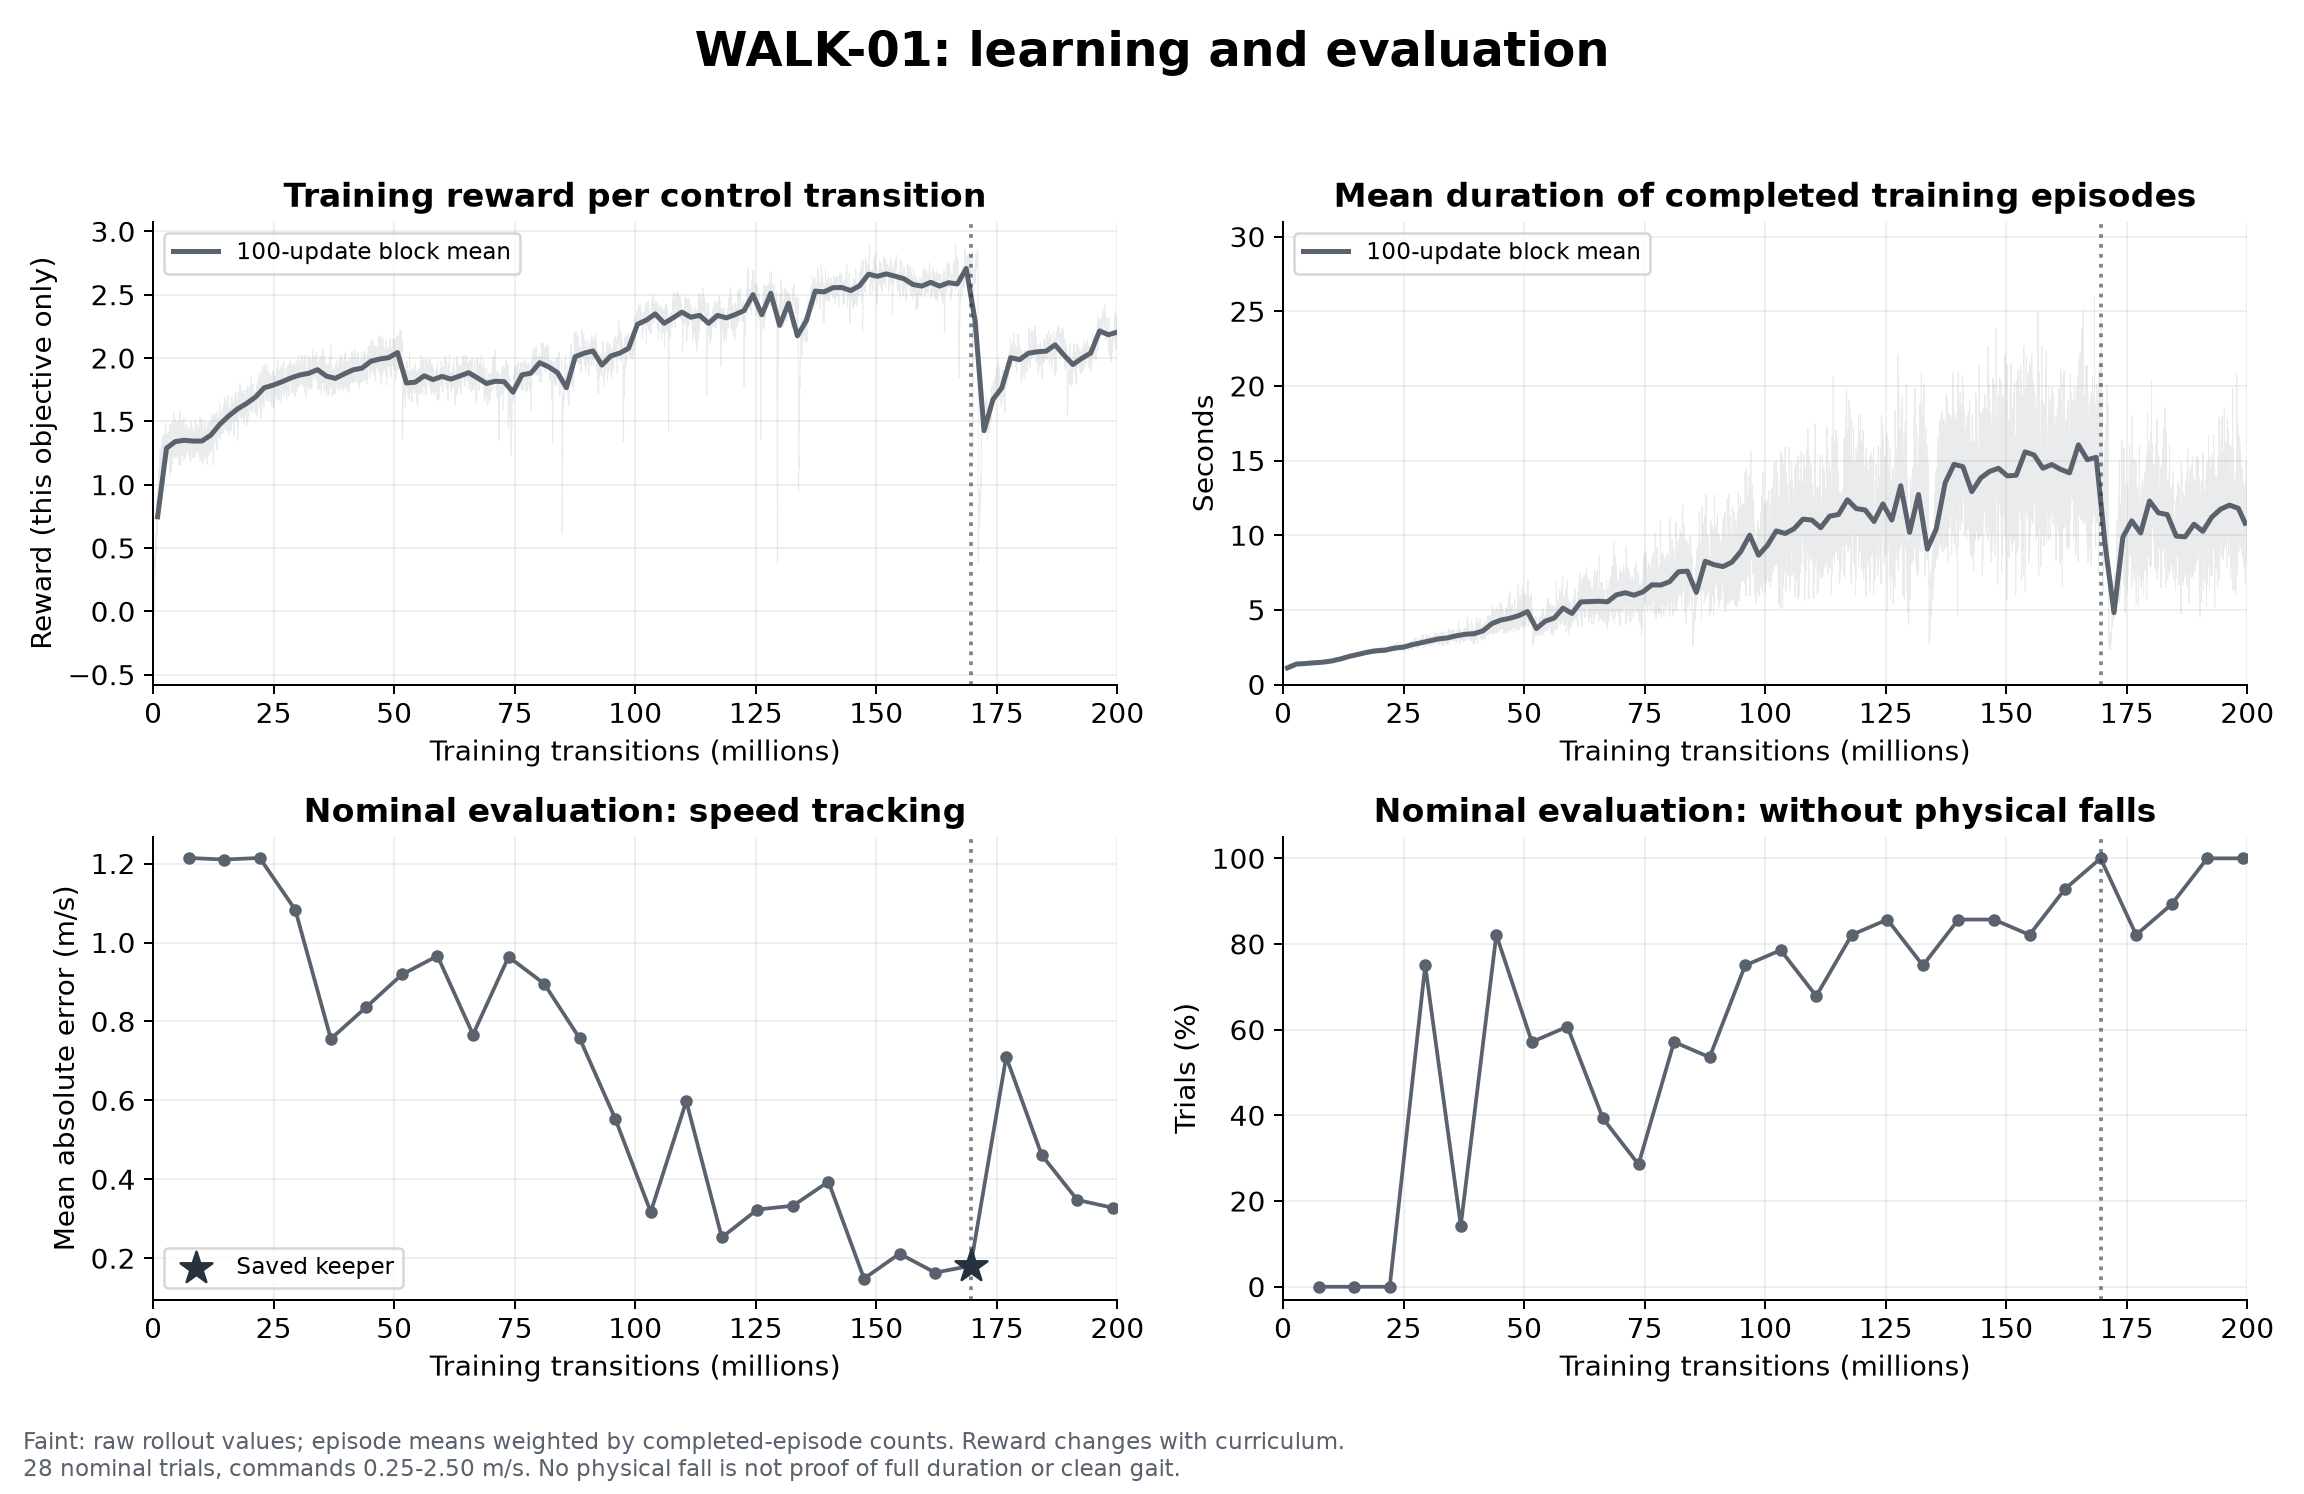 WALK-01: learning and evaluation
Training reward per control transition
Reward (this objective only)
3.0
2.5
2.0
1.5
1.0
0.5
0.0
−0.5
100-update block mean
0 25 50 75 100 125 150 175 200
Training transitions (millions)
Mean duration of completed training episodes
Seconds
30
25
20
15
10
5
0
100-update block mean
0 25 50 75 100 125 150 175 200
Training transitions (millions)
Nominal evaluation: speed tracking
Mean absolute error (m/s)
1.2
1.0
0.8
0.6
0.4
0.2
Saved keeper
0 25 50 75 100 125 150 175 200
Training transitions (millions)
Nominal evaluation: without physical falls
Trials (%)
100
80
60
40
20
0
0 25 50 75 100 125 150 175 200
Training transitions (millions)
Faint: raw rollout values; episode means weighted by completed-episode counts. Reward changes with curriculum.
28 nominal trials, commands 0.25-2.50 m/s. No physical fall is not proof of full duration or clean gait.